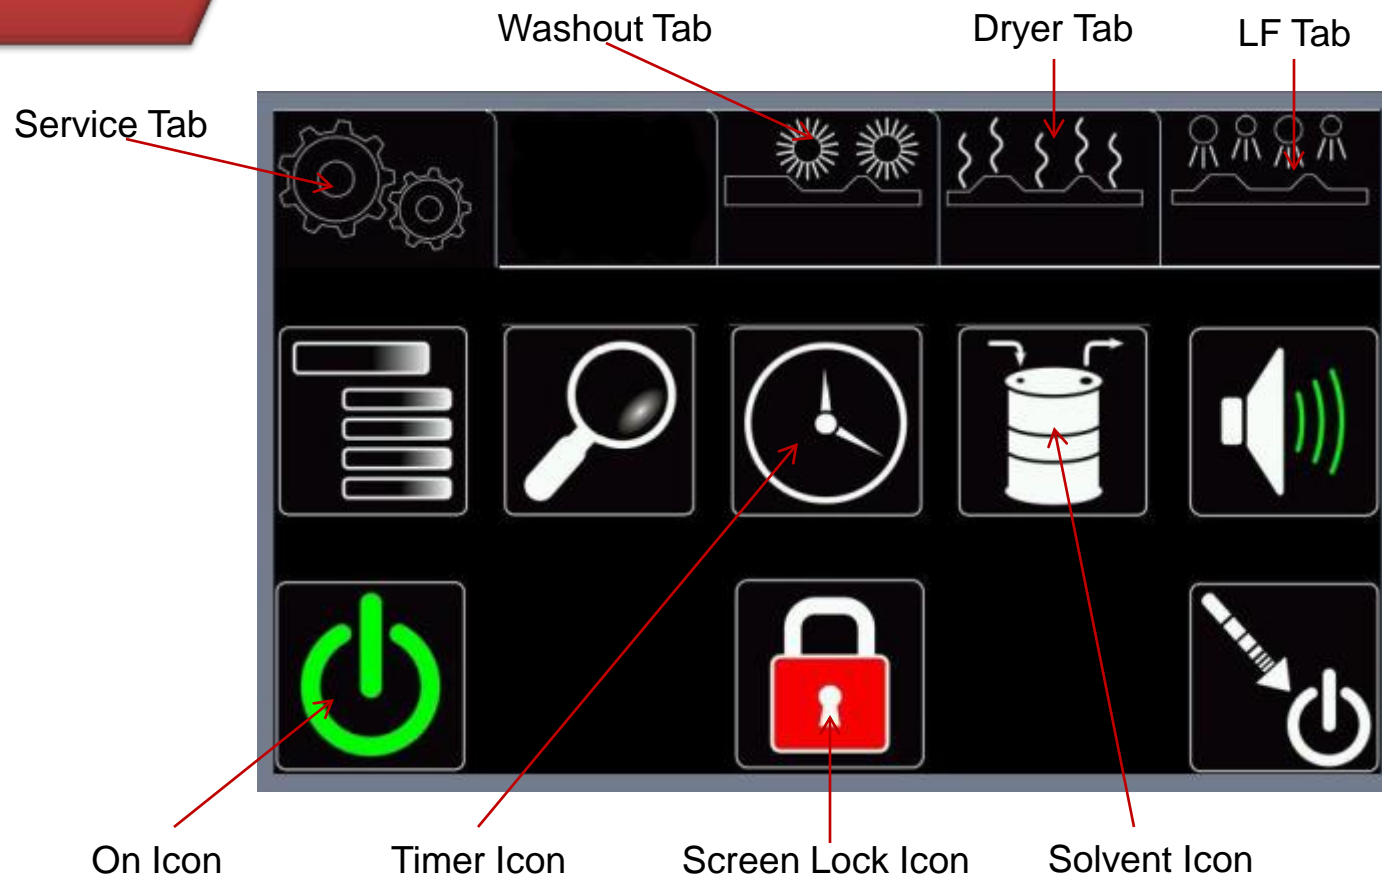 Washout Tab
Dryer Tab
LF Tab
Service Tab
On Icon
Timer Icon
Screen Lock Icon
Solvent Icon